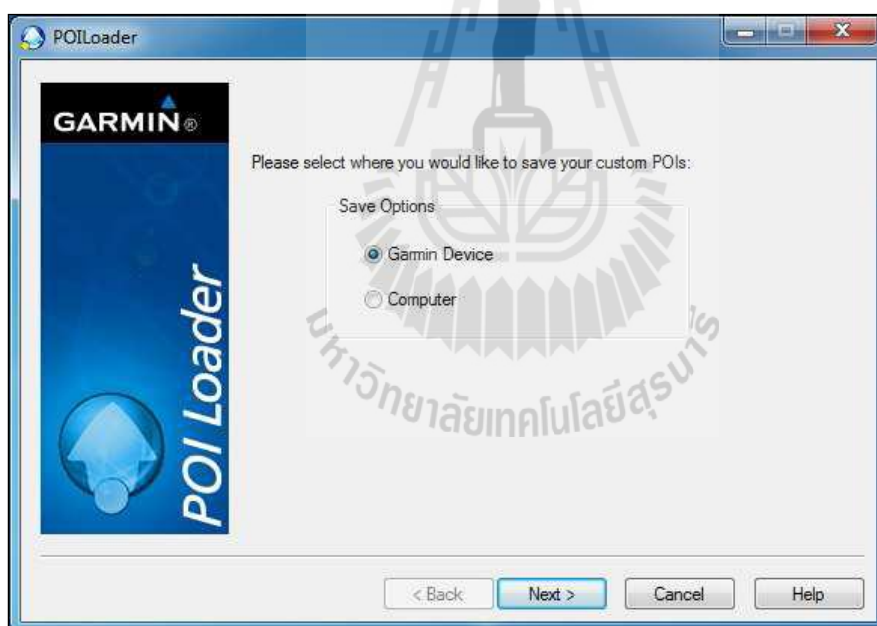 POILoader
GARMIN®
POI Loader
Please select where you would like to save your custom POIs:
Save Options
Garmin Device
Computer
มหาวิทยาลัยเทคโนโลยีสุรนารี
< Back
Next >
Cancel
Help